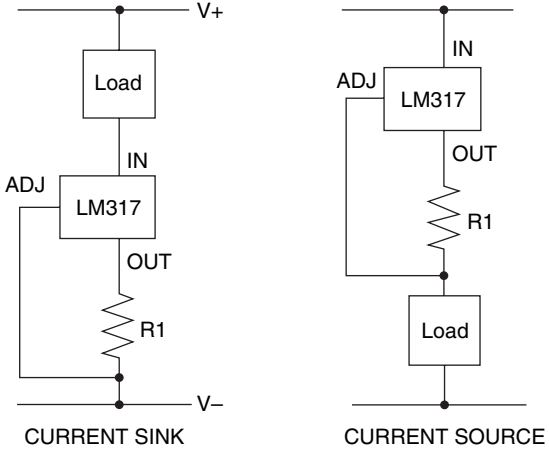 V+
Load
IN
ADJ
LM317
OUT
R1
V–
CURRENT SINK
IN
ADJ
LM317
OUT
R1
Load
CURRENT SOURCE